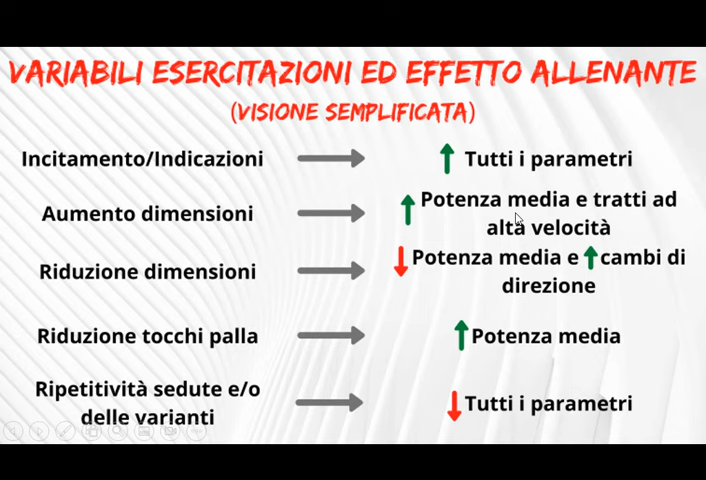 VARIABILI ESERCITAZIONI ED EFFETTO ALLENANTE
(VISIONE SEMPLIFICATA)
Incitamento/Indicazioni Tutti i parametri
Aumento dimensioni Potenza media e tratti ad
alta velocità
Riduzione dimensioni Potenza media e cambi di
direzione
Riduzione tocchi palla Potenza media
Ripetitività sedute e/o
delle varianti Tutti i parametri